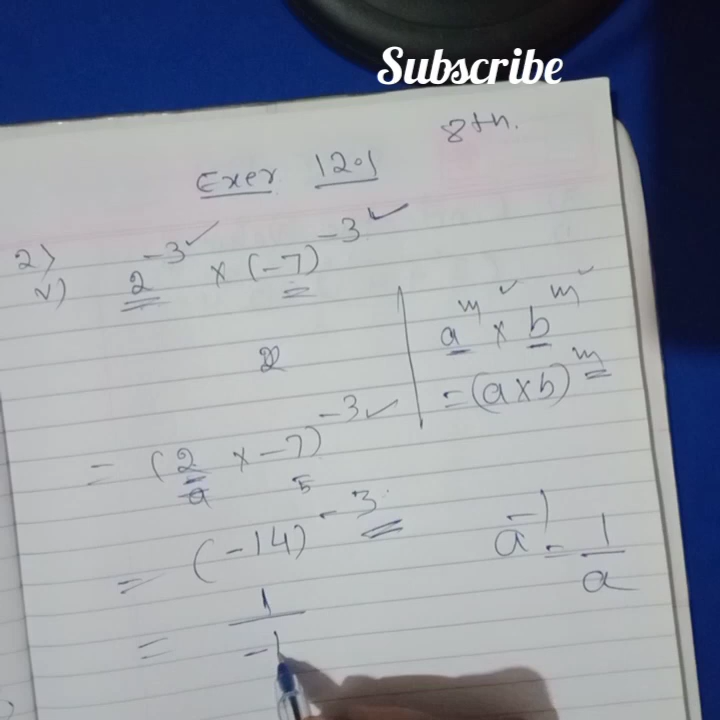 Subscribe
8th.
Exer 12.1
2>
v) 2^-3 × (-7)^-3
a^m × b^m
= (a×b)^m
= (2 × -7)^-3
a b
= (-14)^-3
a^-1 = 1/a
= 1/-1